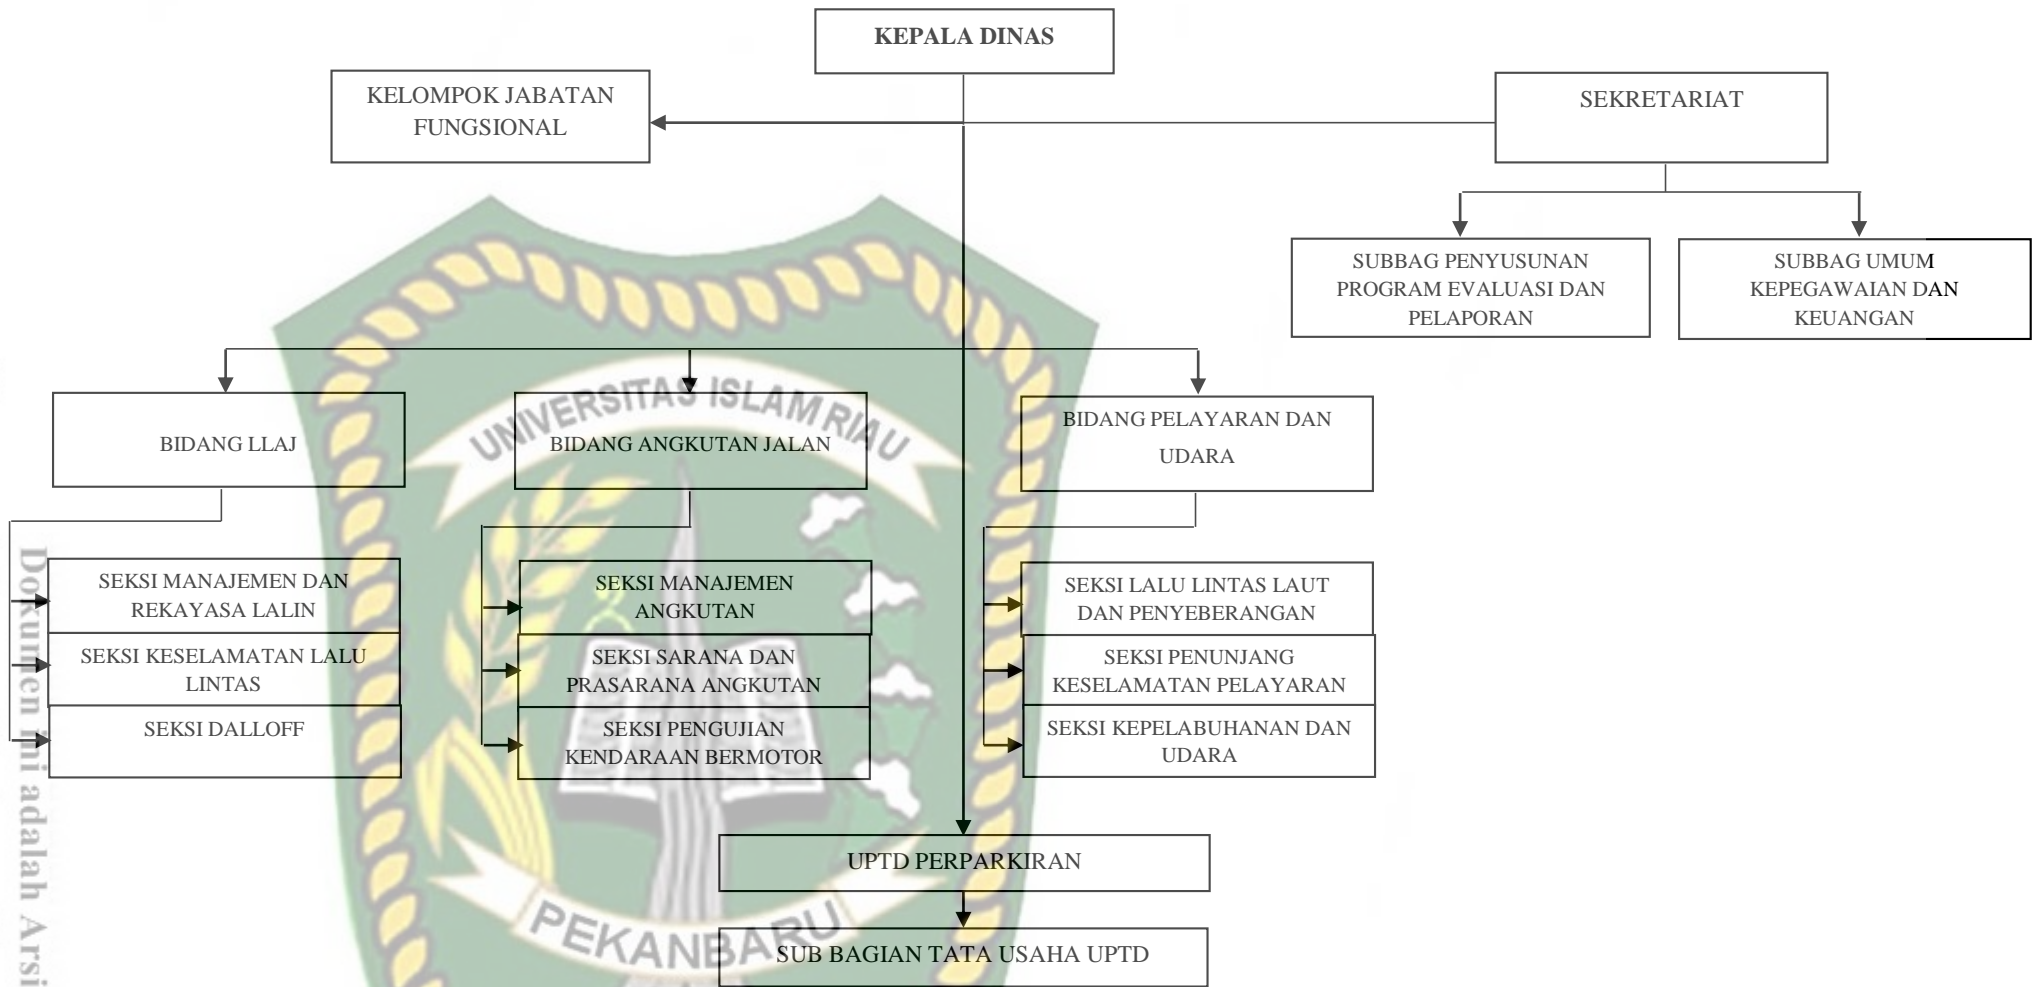 KEPALA DINAS
KELOMPOK JABATAN
FUNGSIONAL
SEKRETARIAT
SUBBAG PENYUSUNAN
PROGRAM EVALUASI DAN
PELAPORAN
SUBBAG UMUM
KEPEGAWAIAN DAN
KEUANGAN
UNIVERSITAS ISLAM RIAU
BIDANG LLAJ
BIDANG ANGKUTAN JALAN
BIDANG PELAYARAN DAN
UDARA
SEKSI MANAJEMEN DAN
REKAYASA LALIN
SEKSI KESELAMATAN LALU
LINTAS
SEKSI DALLOFF
SEKSI MANAJEMEN
ANGKUTAN
SEKSI SARANA DAN
PRASARANA ANGKUTAN
SEKSI PENGUJIAN
KENDARAAN BERMOTOR
SEKSI LALU LINTAS LAUT
DAN PENYEBERANGAN
SEKSI PENUNJANG
KESELAMATAN PELAYARAN
SEKSI KEPELABUHANAN DAN
UDARA
UPTD PERPARKIRAN
SUB BAGIAN TATA USAHA UPTD
PEKANBARU
Dokumen ini adalah Arsi